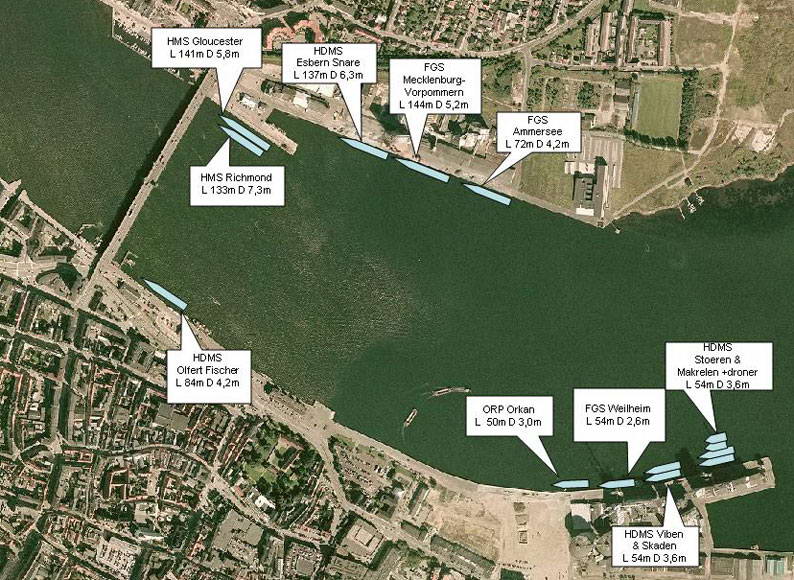 HMS Gloucester
L 141m D 5,8m
HDMS
Esbern Snare
L 137m D 6,3m
FGS
Mecklenburg-
Vorpommern
L 144m D 5,2m
FGS
Ammersee
L 72m D 4,2m
HMS Richmond
L 133m D 7,3m
HDMS
Olfert Fischer
L 84m D 4,2m
HDMS
Stoeren &
Makrelen +droner
L 54m D 3,6m
ORP Orkan
L 50m D 3,0m
FGS Weilheim
L 54m D 2,6m
HDMS Viben
& Skaden
L 54m D 3,6m